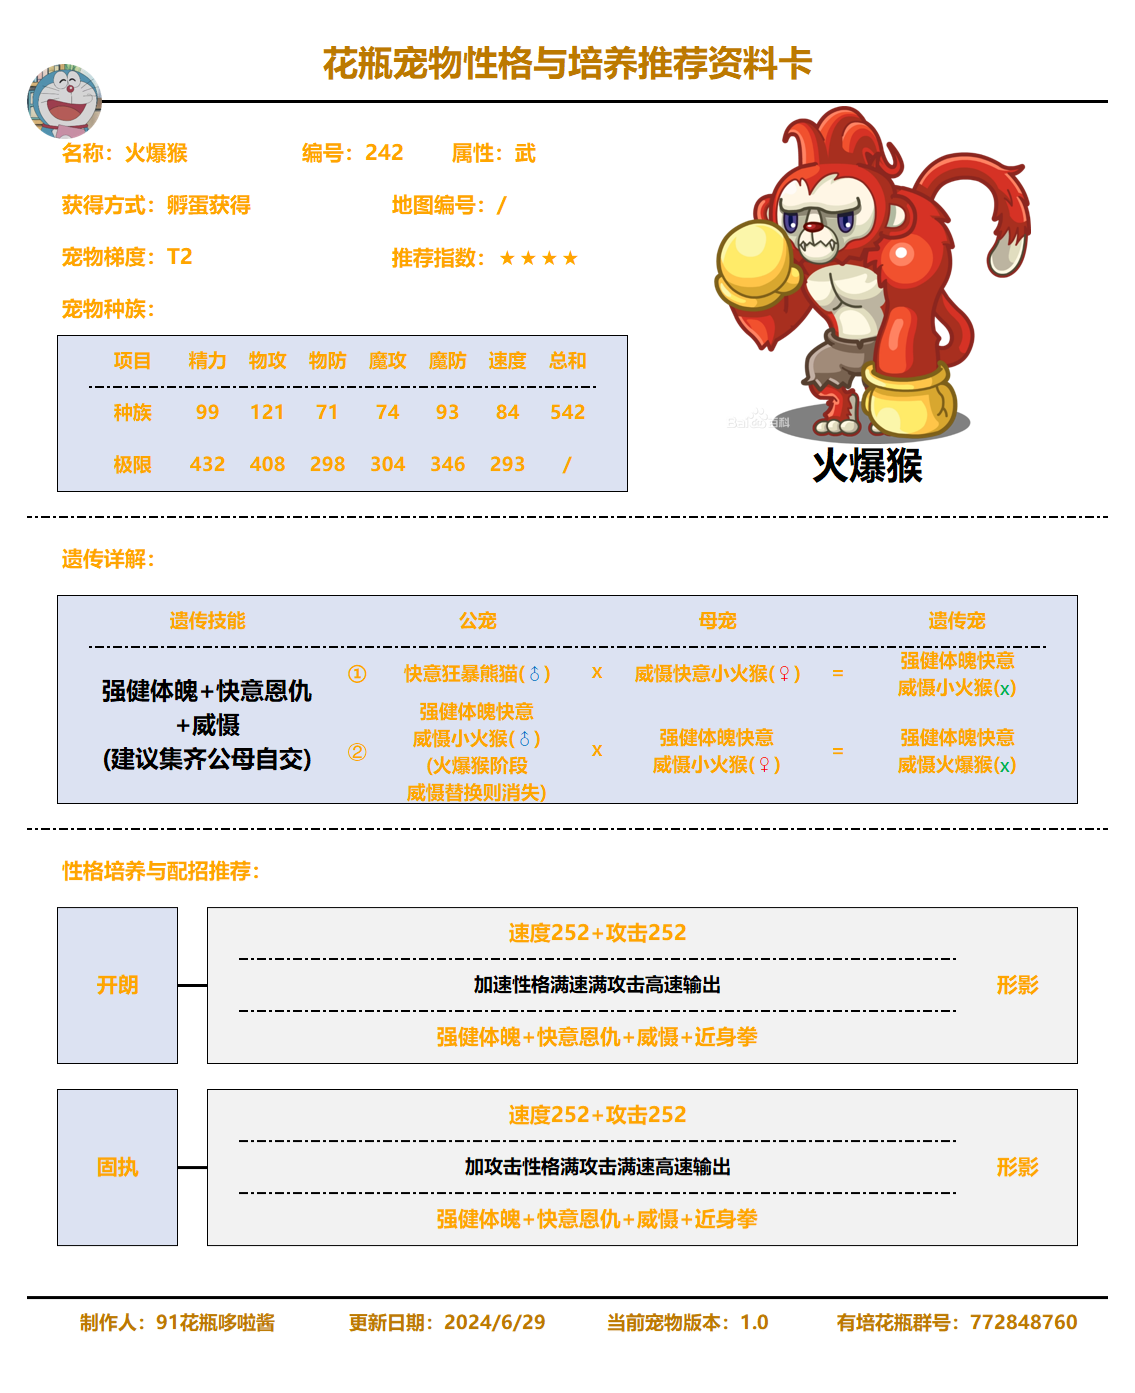 花瓶宠物性格与培养推荐资料卡
名称：火爆猴 编号：242 属性：武
获得方式：孵蛋获得 地图编号：/
宠物梯度：T2 推荐指数：★★★★
宠物种族：
项目 精力 物攻 物防 魔攻 魔防 速度 总和
种族 99 121 71 74 93 84 542
极限 432 408 298 304 346 293 /
Baidu百科
火爆猴
遗传详解：
遗传技能 公宠 母宠 遗传宠
强健体魄+快意恩仇
+威慑
(建议集齐公母自交)
① 快意狂暴熊猫(♂) x 威慑快意小火猴(♀) =
强健体魄快意
威慑小火猴(x)
②
强健体魄快意
威慑小火猴(♂)
(火爆猴阶段
威慑替换则消失)
x
强健体魄快意
威慑小火猴(♀)
=
强健体魄快意
威慑火爆猴(x)
性格培养与配招推荐：
开朗
速度252+攻击252
加速性格满速满攻击高速输出
强健体魄+快意恩仇+威慑+近身拳
形影
固执
速度252+攻击252
加攻击性格满攻击满速高速输出
强健体魄+快意恩仇+威慑+近身拳
形影
制作人：91花瓶哆啦酱 更新日期：2024/6/29 当前宠物版本：1.0 有培花瓶群号：772848760